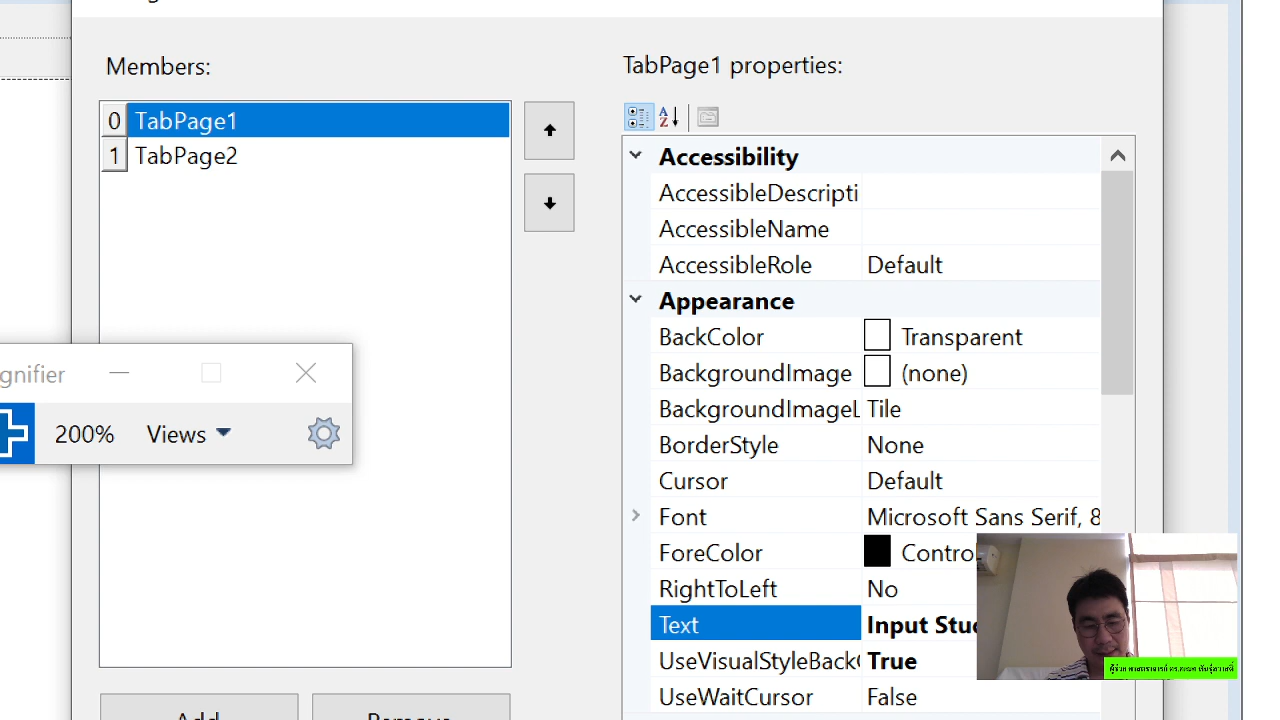 Members:
TabPage1 properties:
0 TabPage1
1 TabPage2
Accessibility
AccessibleDescripti
AccessibleName
AccessibleRole Default
Appearance
BackColor Transparent
BackgroundImage (none)
BackgroundImageL Tile
BorderStyle None
Cursor Default
Font Microsoft Sans Serif, 8
ForeColor Contro
RightToLeft No
Text Input Stu
UseVisualStyleBack True
UseWaitCursor False
gnifier
200% Views
Add
Remove